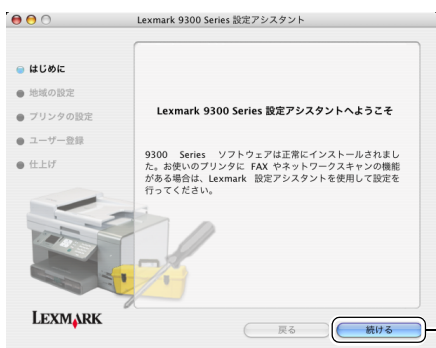 Lexmark 9300 Series 設定アシスタント
はじめに
地域の設定
プリンタの設定
ユーザー登録
仕上げ
Lexmark 9300 Series 設定アシスタントへようこそ
9300 Series ソフトウェアは正常にインストールされまし
た。お使いのプリンタに FAX やネットワークスキャンの機能
がある場合は、Lexmark 設定アシスタントを使用して設定を
行ってください。
LEXMARK
戻る
続ける